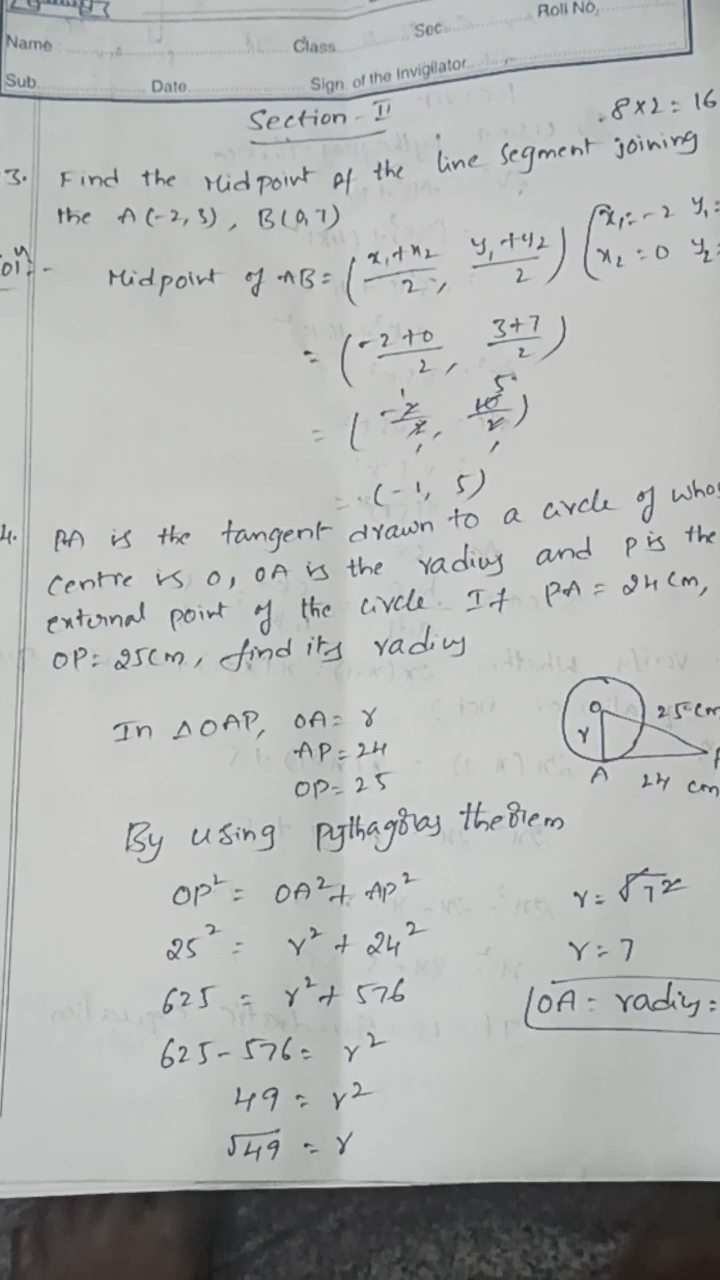 Roll No.
Name Class Sec
Sub Date Sign. of the Invigilator
Section - II
8 x 2 = 16
3. Find the Midpoint of the line segment joining
the A(-2, 3), B(0, 7)
Midpoint of AB = (x₁+x₂/2, y₁+y₂/2) (x₁ = -2 y₁ =
x₂ = 0 y₂
= (-2+0/2, 3+7/2)
= (-2/2, 10/2) 1 5
= (-1, 5)
4. PA is the tangent drawn to a circle of
Centre is O, OA is the radius and P is the
external point of the circle. If PA = 24 cm,
OP = 25cm, find its radius
In △OAP, OA = r
AP = 24
OP = 25
O 25 cm
r
A 24 cm
By using Pythagoras theorem
OP² = OA² + AP²
25² = r² + 24²
625 = r² + 576
625 - 576 = r²
49 = r²
√49 = r
r = √7²
r = 7
OA = radius =